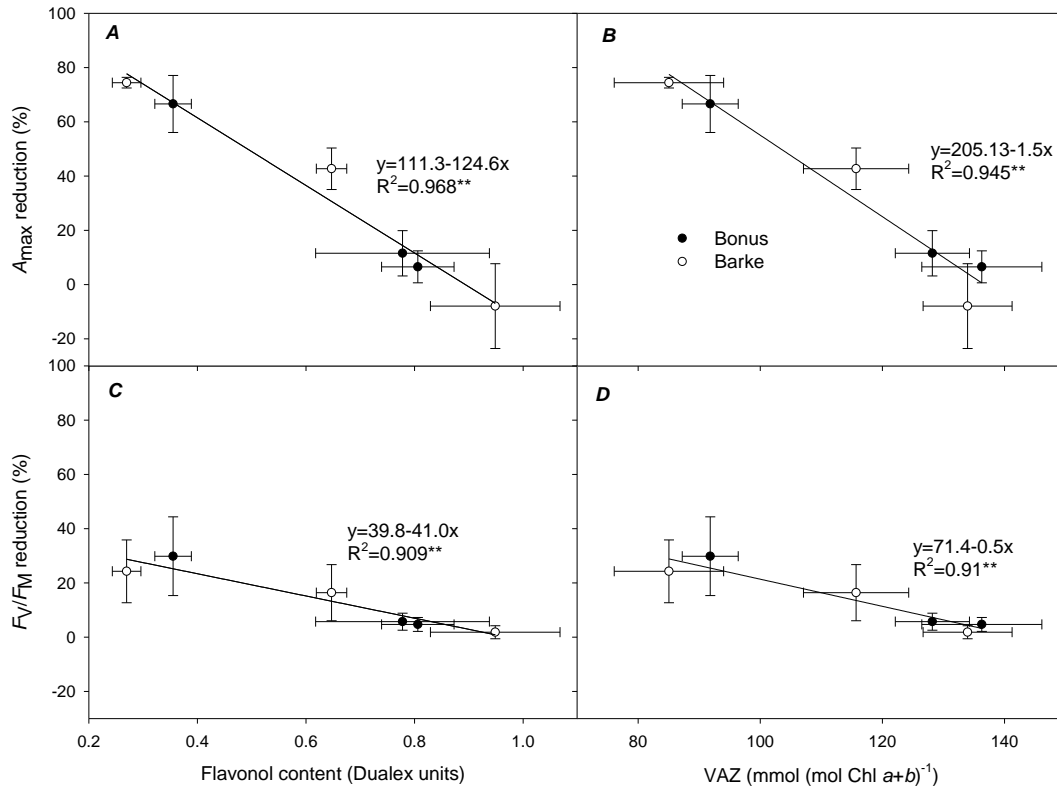 A
B
100
80
60
40
20
0
-20
Amax reduction (%)
y=111.3-124.6x
R²=0.968**
y=205.13-1.5x
R²=0.945**
Bonus
Barke
C
D
100
80
60
40
20
0
-20
FV/FM reduction (%)
y=39.8-41.0x
R²=0.909**
y=71.4-0.5x
R²=0.91**
0.2 0.4 0.6 0.8 1.0
80 100 120 140
Flavonol content (Dualex units)
VAZ (mmol (mol Chl a+b)⁻¹)